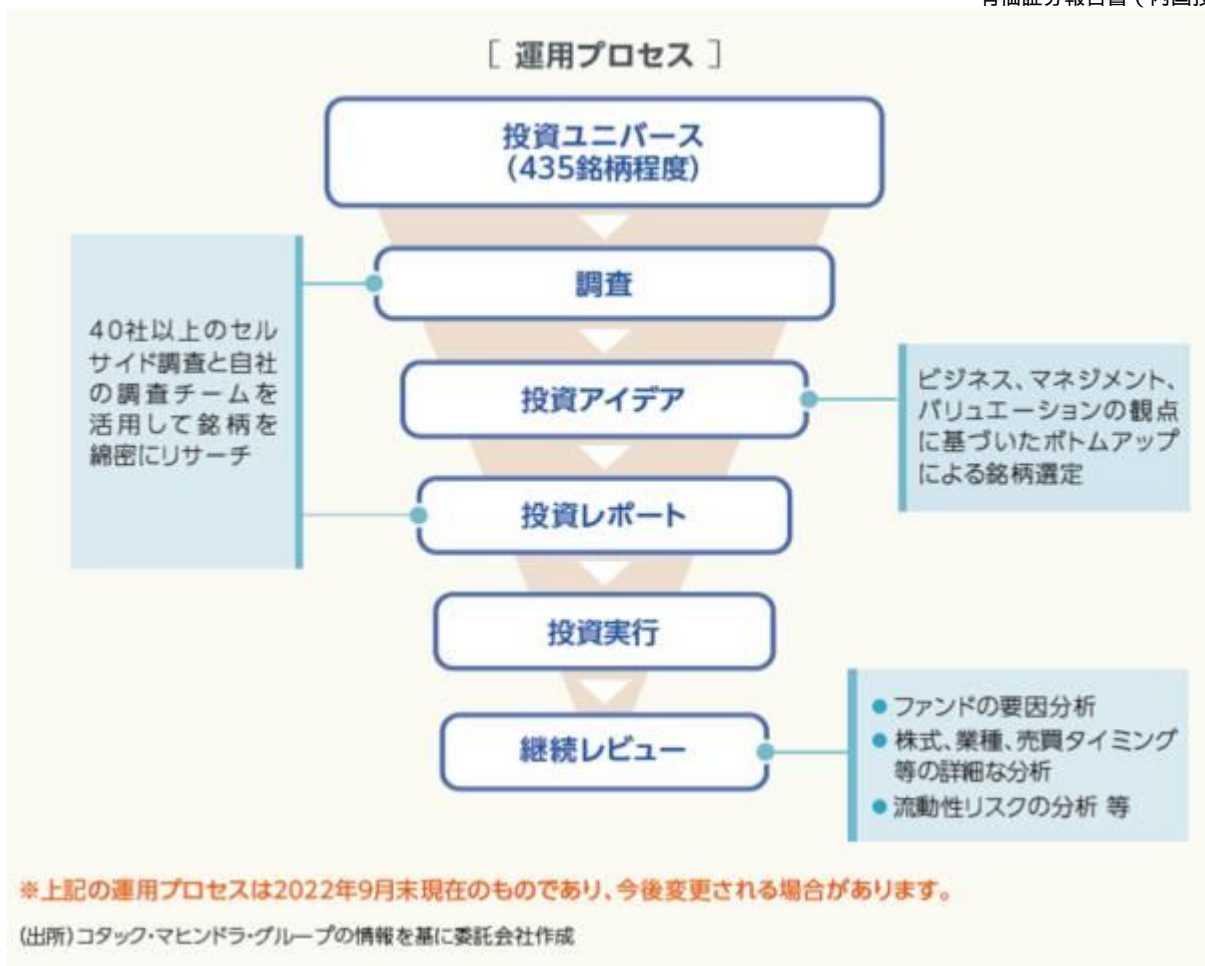 [ 運用プロセス ]
投資ユニバース
(435銘柄程度)
調査
40社以上のセル
サイド調査と自社
の調査チームを
活用して銘柄を
綿密にリサーチ
投資アイデア
ビジネス、マネジメント、
バリュエーションの観点
に基づいたボトムアップ
による銘柄選定
投資レポート
投資実行
継続レビュー
● ファンドの要因分析
● 株式、業種、売買タイミング
等の詳細な分析
● 流動性リスクの分析 等
※上記の運用プロセスは2022年9月末現在のものであり、今後変更される場合があります。
(出所)コタック・マヒンドラ・グループの情報を基に委託会社作成